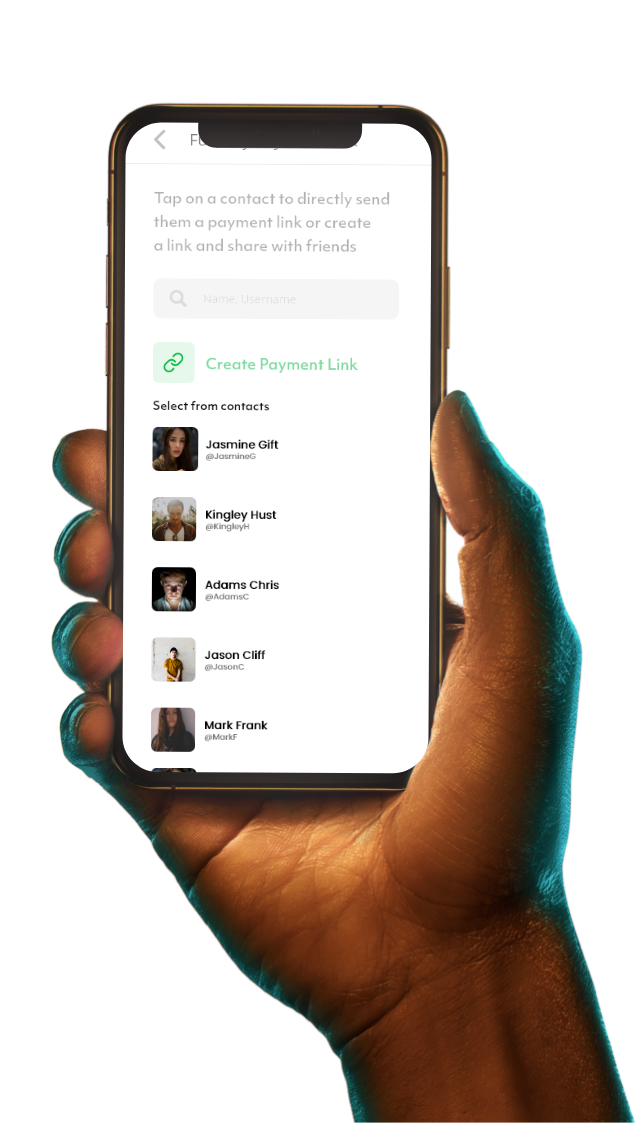 Tap on a contact to directly send
them a payment link or create
a link and share with friends
Name, Username
Create Payment Link
Select from contacts
Jasmine Gift
@JasmineG
Kingley Hust
@KingleyH
Adams Chris
@AdamsC
Jason Cliff
@JasonC
Mark Frank
@MarkF